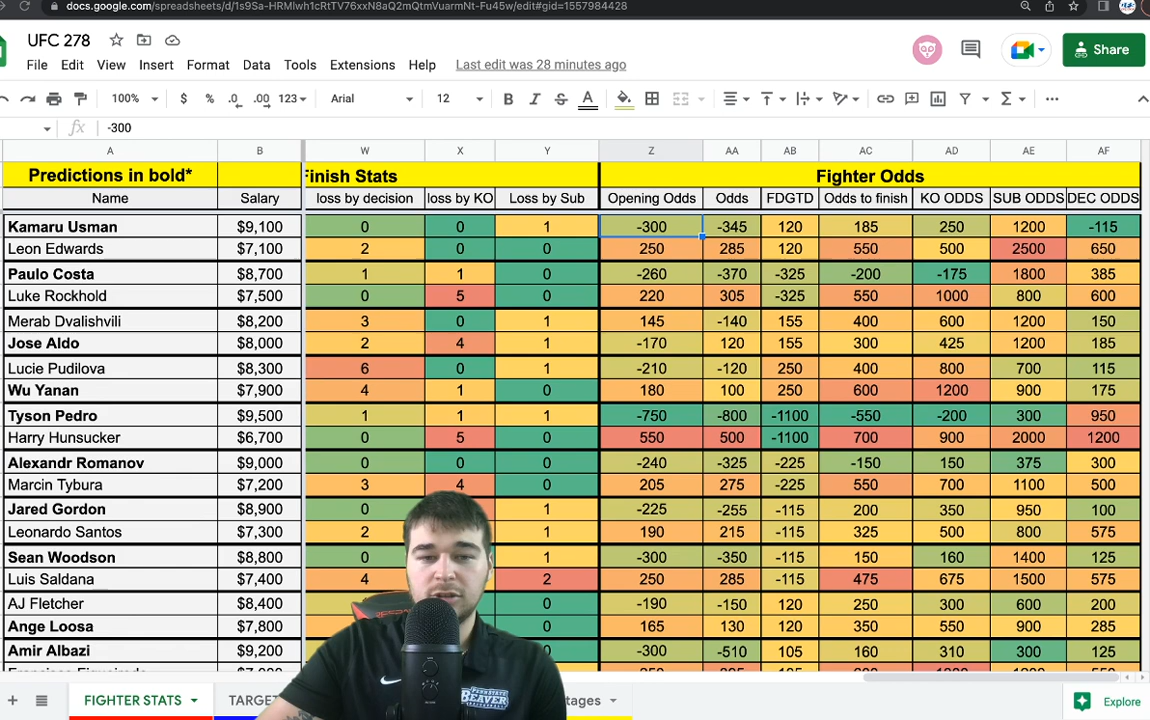 docs.google.com/spreadsheets/d/1s9Sa-HRMlwh1cRtTV76xxN8aQ2mQtmVuarmNt-Fu45w/edit#gid=1557984428
UFC 278
File Edit View Insert Format Data Tools Extensions Help Last edit was 28 minutes ago
Share
100% $ % .0 .00 123 Arial 12 B I S A
fx -300
A B W X Y Z AA AB AC AD AE AF
Predictions in bold* Finish Stats Fighter Odds
Name Salary loss by decision loss by KO Loss by Sub Opening Odds Odds FDGTD Odds to finish KO ODDS SUB ODDS DEC ODDS
Kamaru Usman $9,100 0 0 1 -300 -345 120 185 250 1200 -115
Leon Edwards $7,100 2 0 0 250 285 120 550 500 2500 650
Paulo Costa $8,700 1 1 0 -260 -370 -325 -200 -175 1800 385
Luke Rockhold $7,500 0 5 0 220 305 -325 550 1000 800 600
Merab Dvalishvili $8,200 3 0 1 145 -140 155 400 600 1200 150
Jose Aldo $8,000 2 4 1 -170 120 155 300 425 1200 185
Lucie Pudilova $8,300 6 0 1 -210 -120 250 400 800 700 115
Wu Yanan $7,900 4 1 0 180 100 250 600 1200 900 175
Tyson Pedro $9,500 1 1 1 -750 -800 -1100 -550 -200 300 950
Harry Hunsucker $6,700 0 5 0 550 500 -1100 700 900 2000 1200
Alexandr Romanov $9,000 0 0 0 -240 -325 -225 -150 150 375 300
Marcin Tybura $7,200 3 4 0 205 275 -225 550 700 1100 500
Jared Gordon $8,900 0 1 -225 -255 -115 200 350 950 100
Leonardo Santos $7,300 2 1 190 215 -115 325 500 800 575
Sean Woodson $8,800 0 1 -300 -350 -115 150 160 1400 125
Luis Saldana $7,400 4 2 250 285 -115 475 675 1500 575
AJ Fletcher $8,400 0 -190 -150 120 250 300 600 200
Ange Loosa $7,800 0 165 130 120 350 550 900 285
Amir Albazi $9,200 0 -300 -510 105 160 310 300 125
FIGHTER STATS TARGET tages Explore
PENN STATE
BEAVER